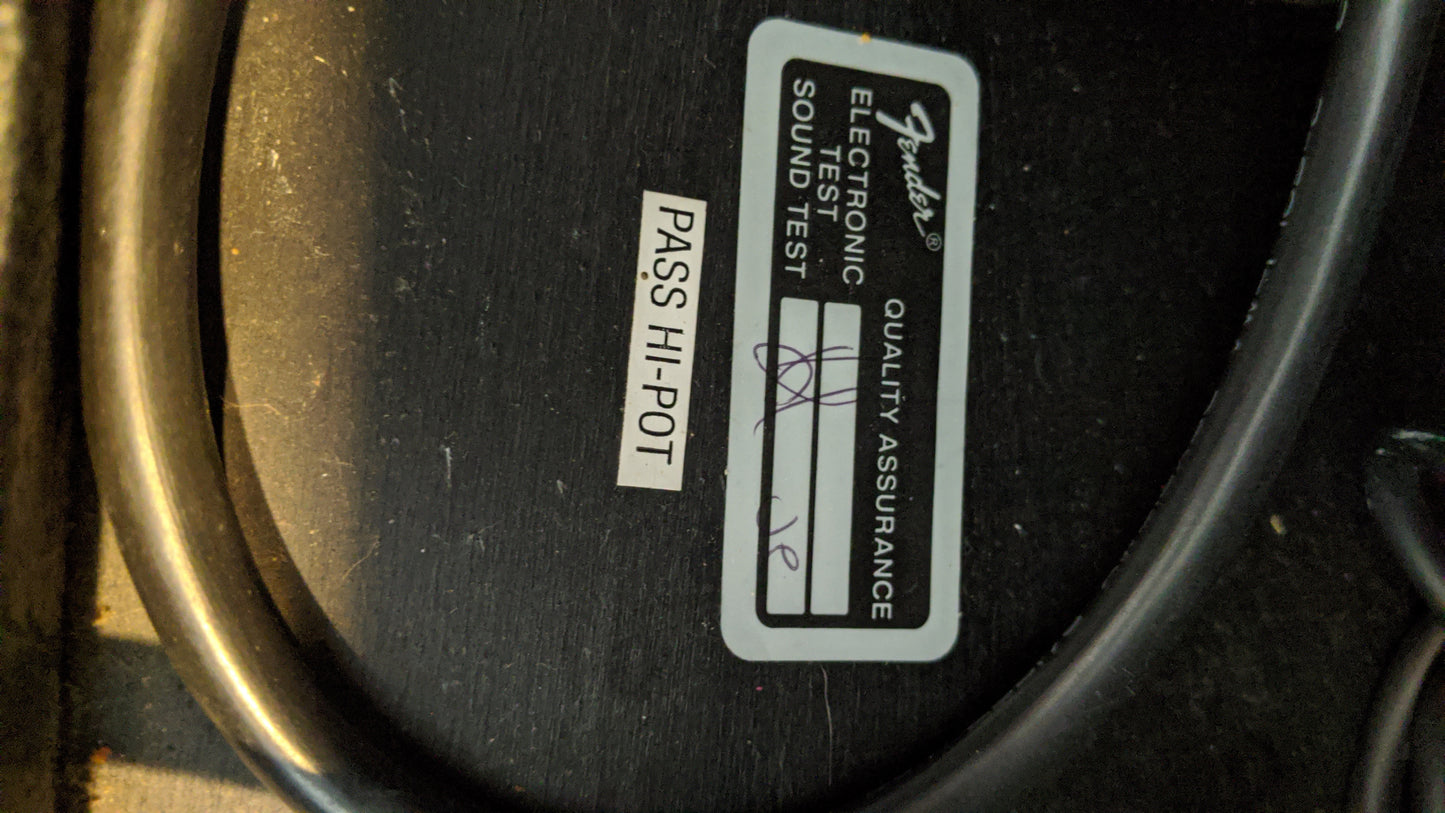 Fender®
QUALITY ASSURANCE
ELECTRONIC
TEST
SOUND TEST
PASS HI-POT